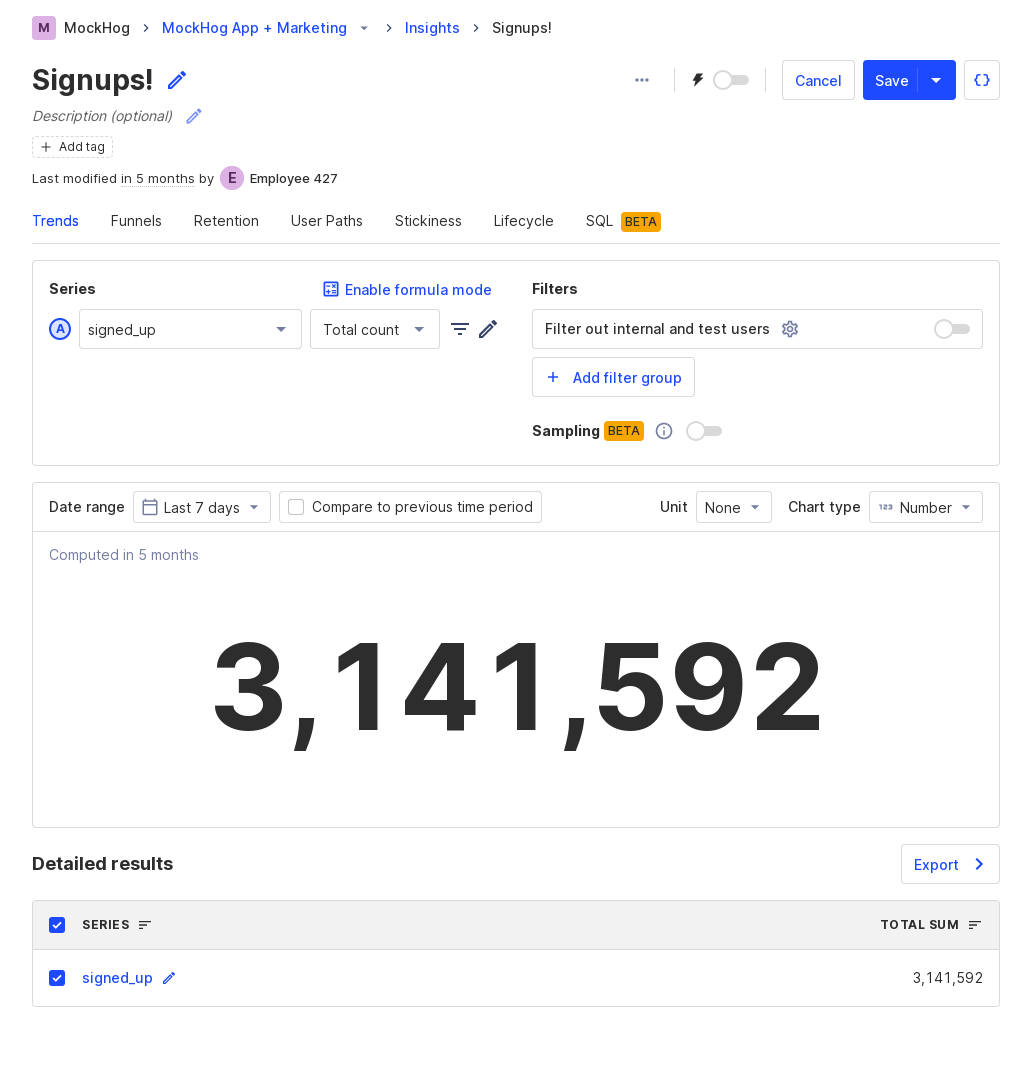 M MockHog > MockHog App + Marketing > Insights > Signups!
Signups!
Cancel Save
Description (optional)
Add tag
Last modified in 5 months by E Employee 427
Trends Funnels Retention User Paths Stickiness Lifecycle SQL BETA
Series Enable formula mode
A signed_up Total count
Filters
Filter out internal and test users
+ Add filter group
Sampling BETA
Date range Last 7 days Compare to previous time period Unit None Chart type 123 Number
Computed in 5 months
3,141,592
Detailed results Export
SERIES TOTAL SUM
signed_up 3,141,592